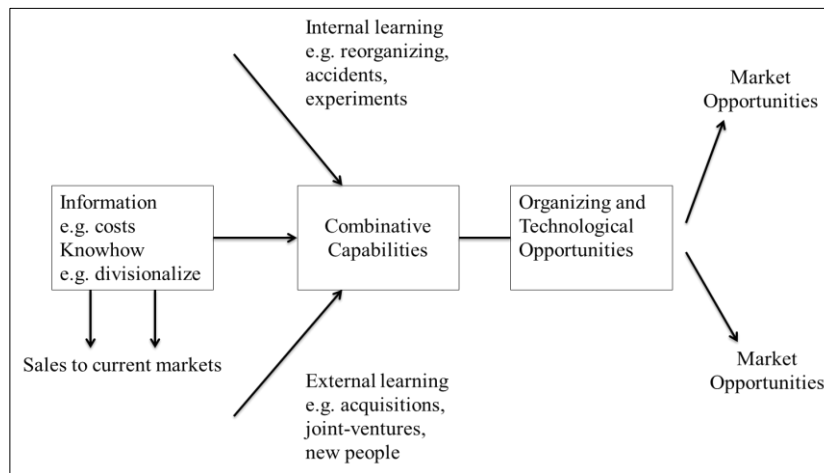 Internal learning
e.g. reorganizing,
accidents,
experiments
Market
Opportunities
Information
e.g. costs
Knowhow
e.g. divisionalize
Combinative
Capabilities
Organizing and
Technological
Opportunities
Sales to current markets
External learning
e.g. acquisitions,
joint-ventures,
new people
Market
Opportunities